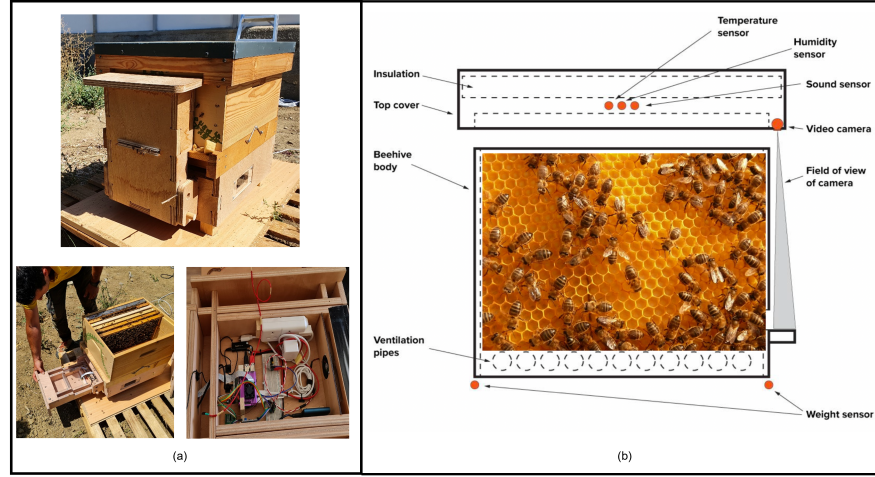 Temperature
sensor
Humidity
sensor
Insulation
Sound sensor
Top cover
Video camera
Beehive
body
Field of view
of camera
Ventilation
pipes
Weight sensor
(a)
(b)